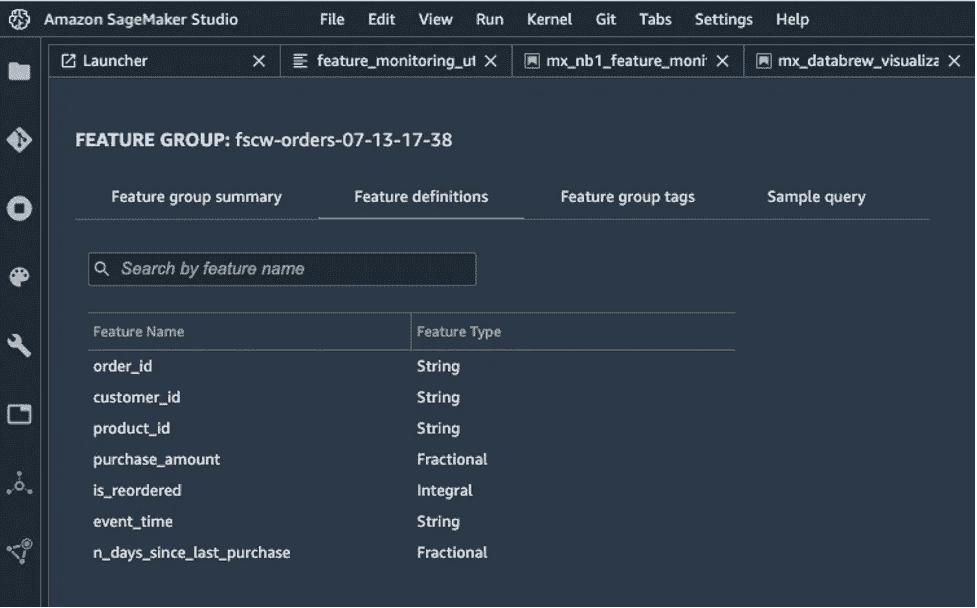 Amazon SageMaker Studio File Edit View Run Kernel Git Tabs Settings Help
Launcher feature_monitoring_ut mx_nb1_feature_moni mx_databrew_visualiza
FEATURE GROUP: fscw-orders-07-13-17-38
Feature group summary Feature definitions Feature group tags Sample query
Search by feature name
Feature Name Feature Type
order_id String
customer_id String
product_id String
purchase_amount Fractional
is_reordered Integral
event_time String
n_days_since_last_purchase Fractional